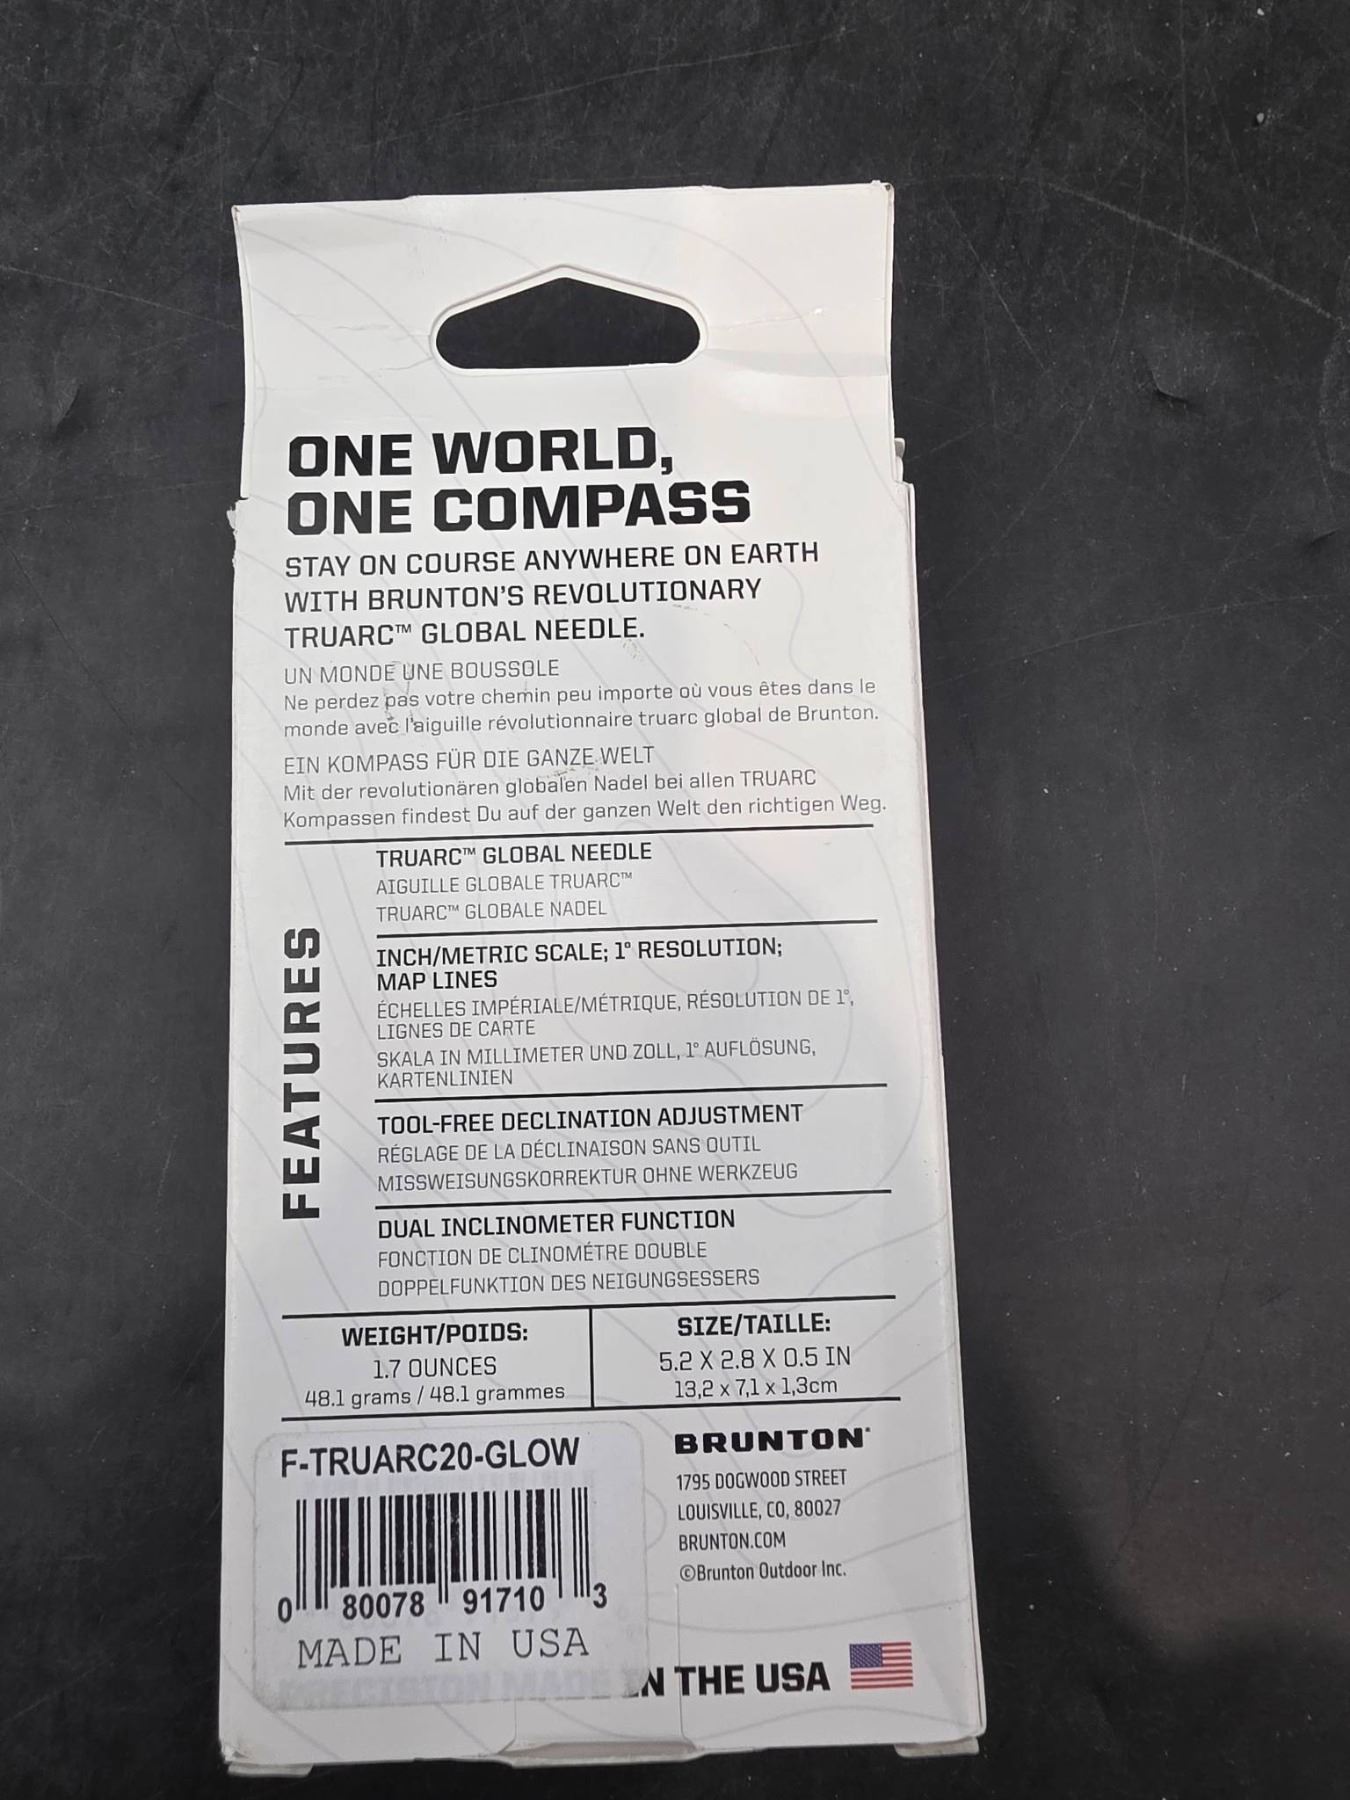 ONE WORLD,
ONE COMPASS
STAY ON COURSE ANYWHERE ON EARTH
WITH BRUNTON'S REVOLUTIONARY
TRUARC™ GLOBAL NEEDLE.
UN MONDE UNE BOUSSOLE
Ne perdez pas votre chemin peu importe où vous êtes dans le
monde avec l'aiguille révolutionnaire truarc global de Brunton.
EIN KOMPASS FÜR DIE GANZE WELT
Mit der revolutionären globalen Nadel bei allen TRUARC
Kompassen findest Du auf der ganzen Welt den richtigen Weg.
FEATURES
TRUARC™ GLOBAL NEEDLE
AIGUILLE GLOBALE TRUARC™
TRUARC™ GLOBALE NADEL
INCH/METRIC SCALE; 1° RESOLUTION;
MAP LINES
ÉCHELLES IMPÉRIALE/MÉTRIQUE, RÉSOLUTION DE 1°,
LIGNES DE CARTE
SKALA IN MILLIMETER UND ZOLL, 1° AUFLÖSUNG,
KARTENLINIEN
TOOL-FREE DECLINATION ADJUSTMENT
RÉGLAGE DE LA DÉCLINAISON SANS OUTIL
MISSWEISUNGSKORREKTUR OHNE WERKZEUG
DUAL INCLINOMETER FUNCTION
FONCTION DE CLINOMÉTRE DOUBLE
DOPPELFUNKTION DES NEIGUNGSESSERS
WEIGHT/POIDS:
1.7 OUNCES
48.1 grams / 48.1 grammes
SIZE/TAILLE:
5.2 X 2.8 X 0.5 IN
13,2 x 7,1 x 1,3cm
F-TRUARC20-GLOW
0 80078 91710 3
MADE IN USA
BRUNTON®
1795 DOGWOOD STREET
LOUISVILLE, CO, 80027
BRUNTON.COM
©Brunton Outdoor Inc.
PRECISION MADE IN THE USA